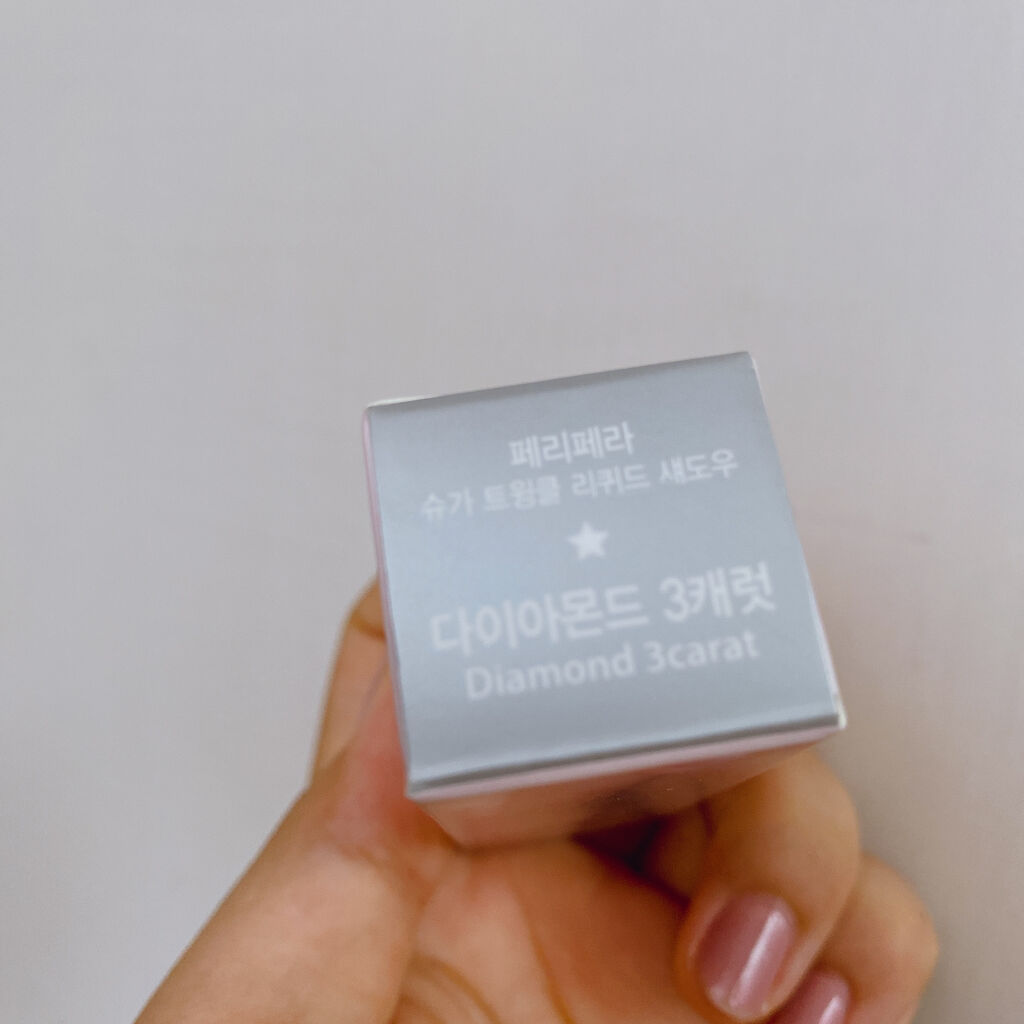 페리페라
슈가 트윙클 리퀴드 섀도우
다이아몬드 3캐럿
Diamond 3carat